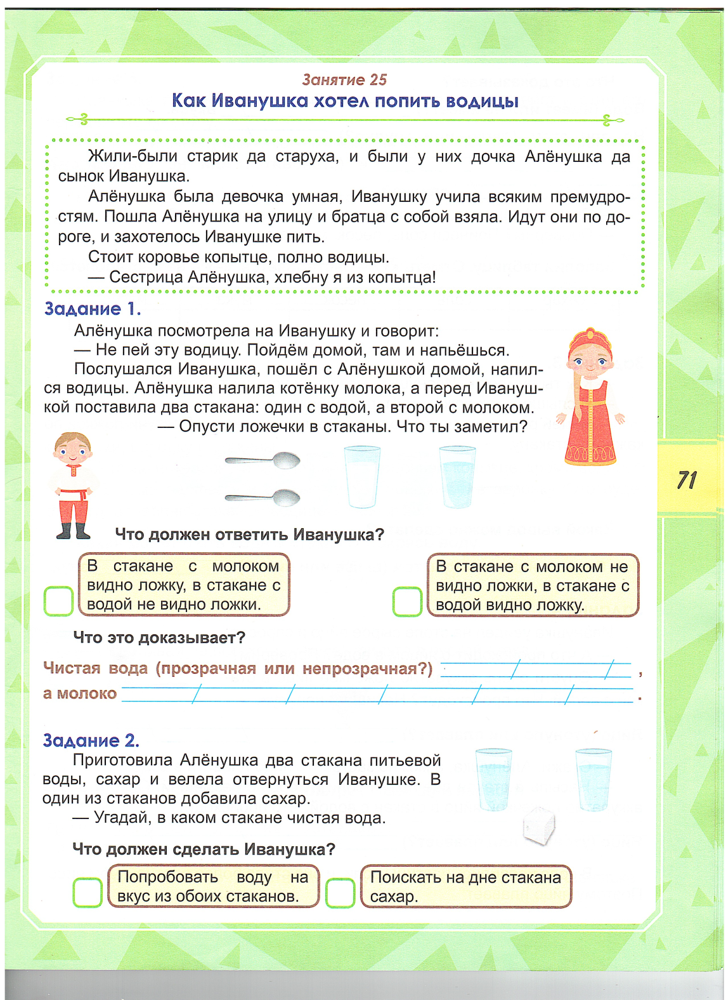 Занятие 25
Как Иванушка хотел попить водицы
Жили-были старик да старуха, и были у них дочка Алёнушка да
сынок Иванушка.
Алёнушка была девочка умная, Иванушку учила всяким премудро-
стям. Пошла Алёнушка на улицу и братца с собой взяла. Идут они по до-
роге, и захотелось Иванушке пить.
Стоит коровье копытце, полно водицы.
— Сестрица Алёнушка, хлебну я из копытца!
Задание 1.
Алёнушка посмотрела на Иванушку и говорит:
— Не пей эту водицу. Пойдём домой, там и напьёшься.
Послушался Иванушка, пошёл с Алёнушкой домой, напил-
ся водицы. Алёнушка налила котёнку молока, а перед Ивануш-
кой поставила два стакана: один с водой, а второй с молоком.
— Опусти ложечки в стаканы. Что ты заметил?
71
Что должен ответить Иванушка?
В стакане с молоком
видно ложку, в стакане с
водой не видно ложки.
В стакане с молоком не
видно ложки, в стакане с
водой видно ложку.
Что это доказывает?
Чистая вода (прозрачная или непрозрачная?) ,
а молоко .
Задание 2.
Приготовила Алёнушка два стакана питьевой
воды, сахар и велела отвернуться Иванушке. В
один из стаканов добавила сахар.
— Угадай, в каком стакане чистая вода.
Что должен сделать Иванушка?
Попробовать воду на
вкус из обоих стаканов.
Поискать на дне стакана
сахар.